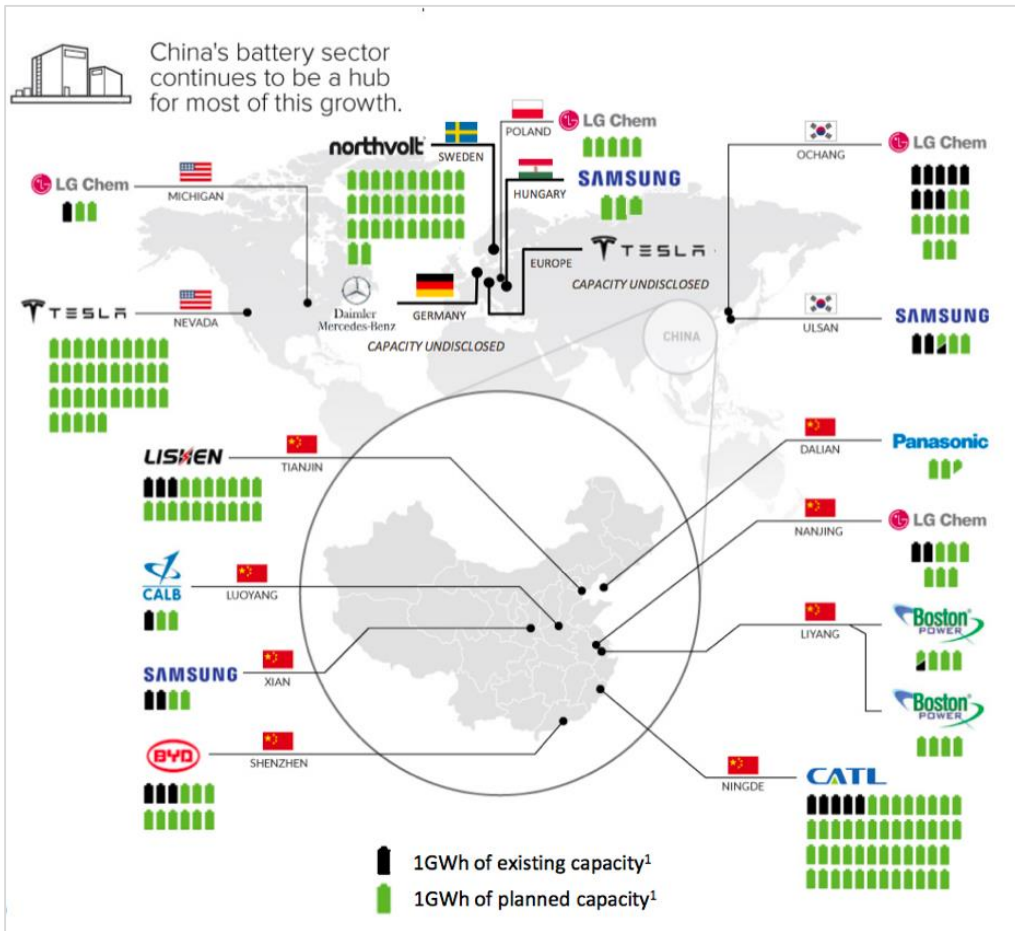 China's battery sector
continues to be a hub
for most of this growth.
LG Chem
MICHIGAN
northvolt
SWEDEN
POLAND
LG Chem
HUNGARY
SAMSUNG
OCHANG
LG Chem
TESLA
NEVADA
Daimler
Mercedes-Benz
GERMANY
CAPACITY UNDISCLOSED
EUROPE
TESLA
CAPACITY UNDISCLOSED
ULSAN
SAMSUNG
CHINA
LISHEN
TIANJIN
DALIAN
Panasonic
NANJING
LG Chem
CALB
LUOYANG
LIYANG
Boston
POWER
SAMSUNG
XIAN
Boston
POWER
BYD
SHENZHEN
NINGDE
CATL
1GWh of existing capacity¹
1GWh of planned capacity¹